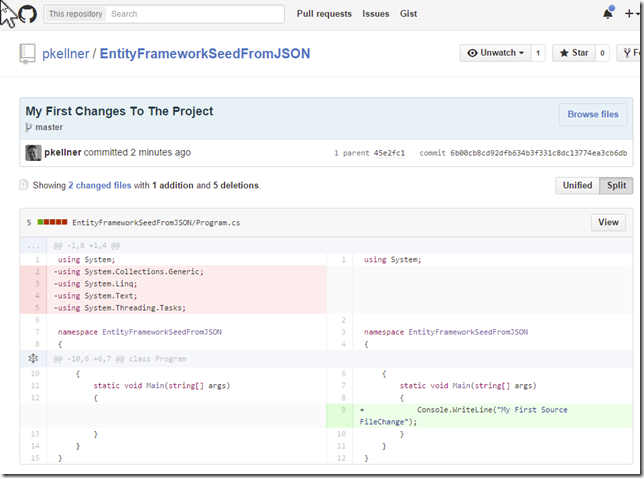 This repository Search Pull requests Issues Gist
pkellner / EntityFrameworkSeedFromJSON Unwatch 1 Star 0
My First Changes To The Project Browse files
master
pkellner committed 2 minutes ago 1 parent 45e2fc1 commit 6b00cb8cd92dfb634b3f331c8dc13774ea3cb6db
Showing 2 changed files with 1 addition and 5 deletions. Unified Split
5 EntityFrameworkSeedFromJSON/Program.cs View
... @@ -1,8 +1,4 @@
1 using System; 1 using System;
2 -using System.Collections.Generic;
3 -using System.Linq;
4 -using System.Text;
5 -using System.Threading.Tasks;
6 2
7 namespace EntityFrameworkSeedFromJSON 3 namespace EntityFrameworkSeedFromJSON
8 { 4 {
@@ -10,6 +6,7 @@ class Program
10 { 6 {
11 static void Main(string[] args) 7 static void Main(string[] args)
12 { 8 {
9 + Console.WriteLine("My First Source
FileChange");
13 } 10 }
14 } 11 }
15 } 12 }